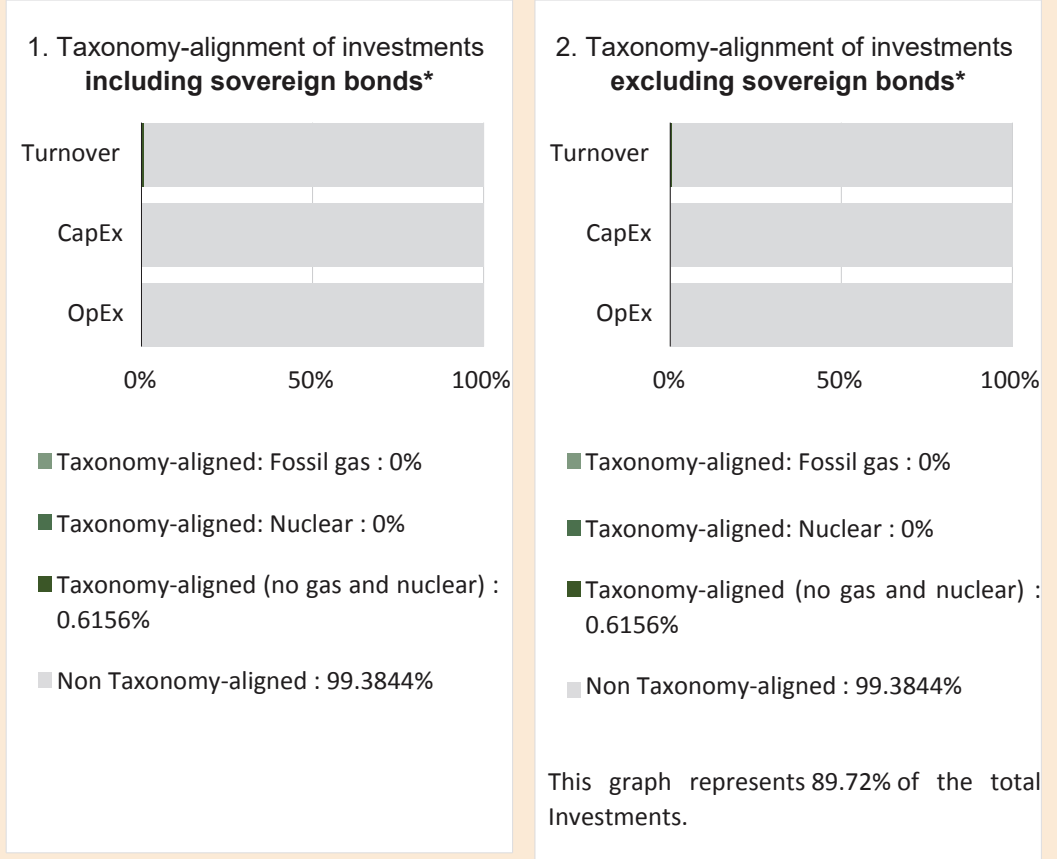 1. Taxonomy-alignment of investments
including sovereign bonds*
Turnover
CapEx
OpEx
0% 50% 100%
Taxonomy-aligned: Fossil gas : 0%
Taxonomy-aligned: Nuclear : 0%
Taxonomy-aligned (no gas and nuclear) :
0.6156%
Non Taxonomy-aligned : 99.3844%
2. Taxonomy-alignment of investments
excluding sovereign bonds*
Turnover
CapEx
OpEx
0% 50% 100%
Taxonomy-aligned: Fossil gas : 0%
Taxonomy-aligned: Nuclear : 0%
Taxonomy-aligned (no gas and nuclear) :
0.6156%
Non Taxonomy-aligned : 99.3844%
This graph represents 89.72% of the total
Investments.